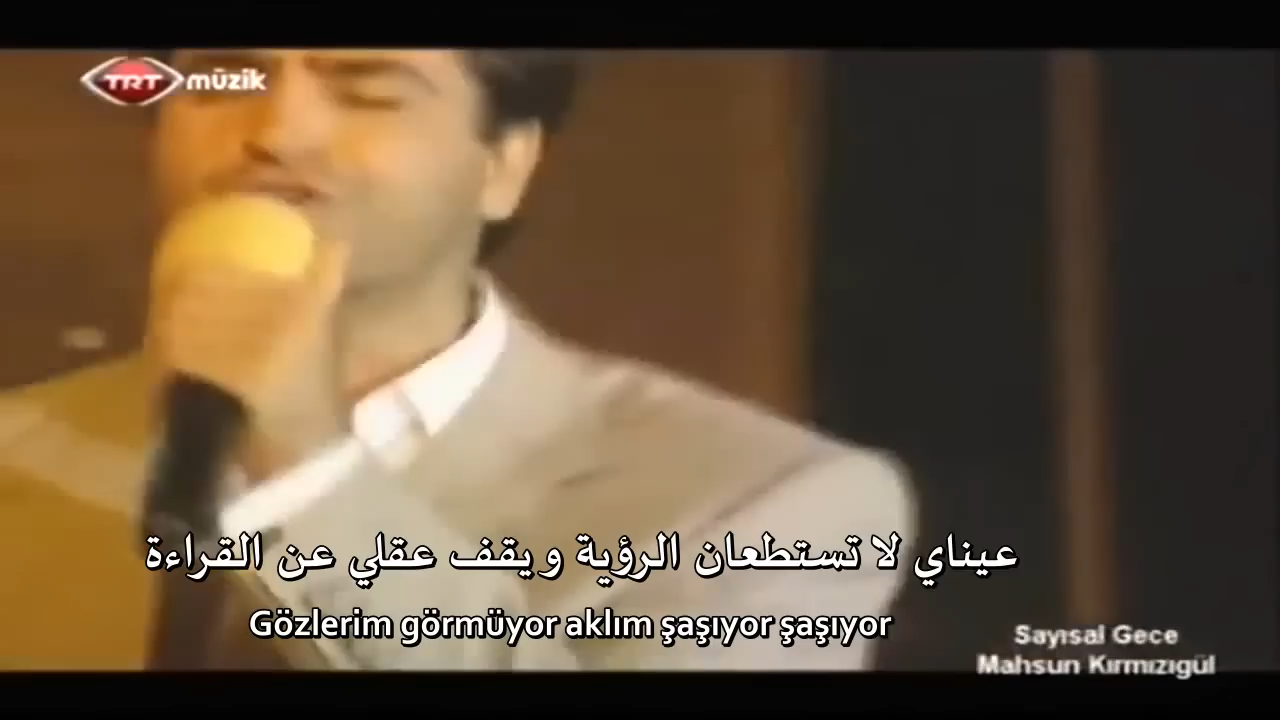 TRT müzik
عيناي لا تستطعان الرؤية ويقف عقلي عن القراءة
Gözlerim görmüyor aklım şaşıyor şaşıyor
Sayısal Gece
Mahsun Kırmızıgül